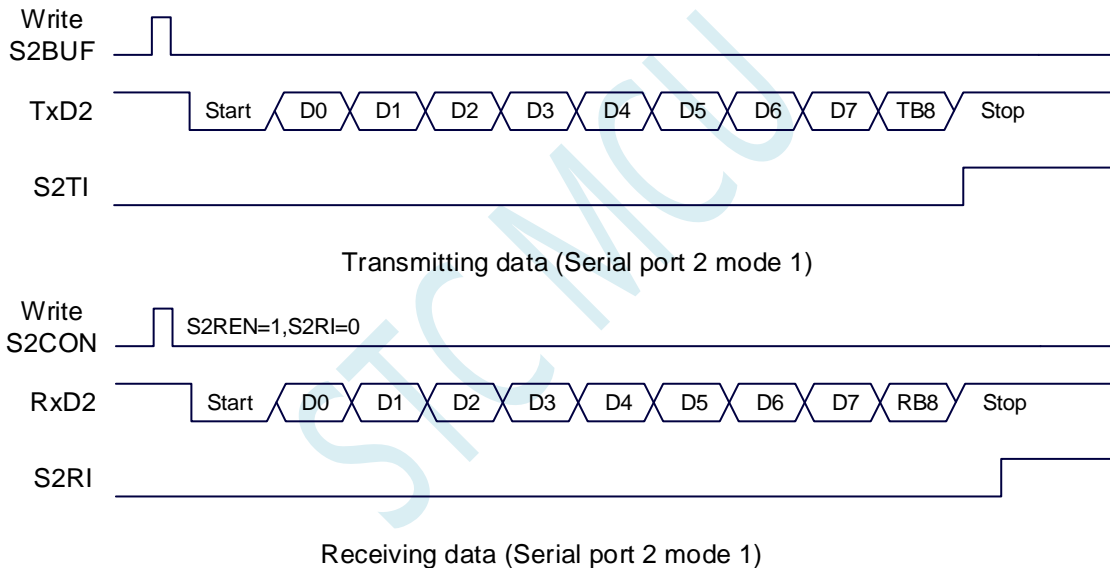 Write
S2BUF
TxD2 Start D0 D1 D2 D3 D4 D5 D6 D7 TB8 Stop
S2TI
Transmitting data (Serial port 2 mode 1)
Write
S2CON S2REN=1,S2RI=0
RxD2 Start D0 D1 D2 D3 D4 D5 D6 D7 RB8 Stop
S2RI
Receiving data (Serial port 2 mode 1)
STC MCU